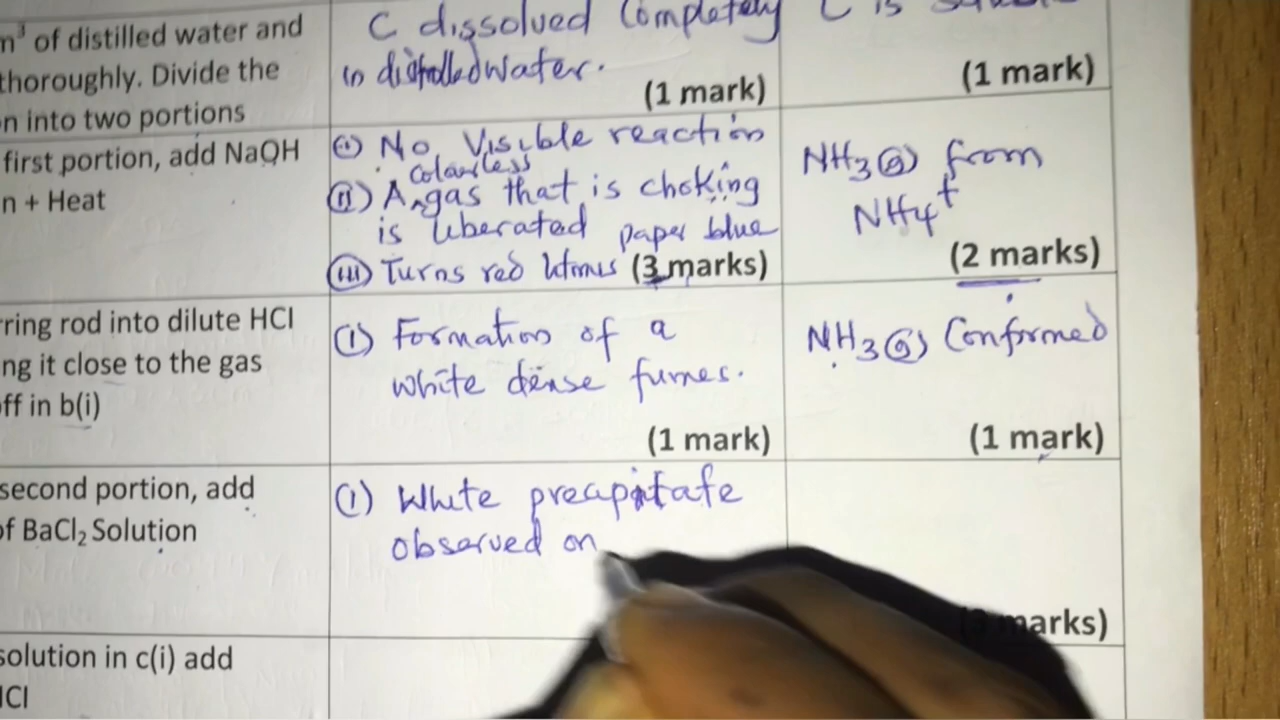 m³ of distilled water and
thoroughly. Divide the
n into two portions
C dissolved Completely
in distilled water.
(1 mark)
C is
(1 mark)
first portion, add NaOH
n + Heat
(i) No Visible reaction
colourless
(ii) A gas that is choking
is liberated paper blue
(iii) Turns red litmus (3 marks)
NH3(g) from
NH4+
(2 marks)
rring rod into dilute HCl
ng it close to the gas
off in b(i)
(i) Formation of a
white dense fumes.
(1 mark)
NH3(g) Confirmed
(1 mark)
second portion, add
of BaCl₂ Solution
(i) White precipitate
observed on
marks)
solution in c(i) add
HCl